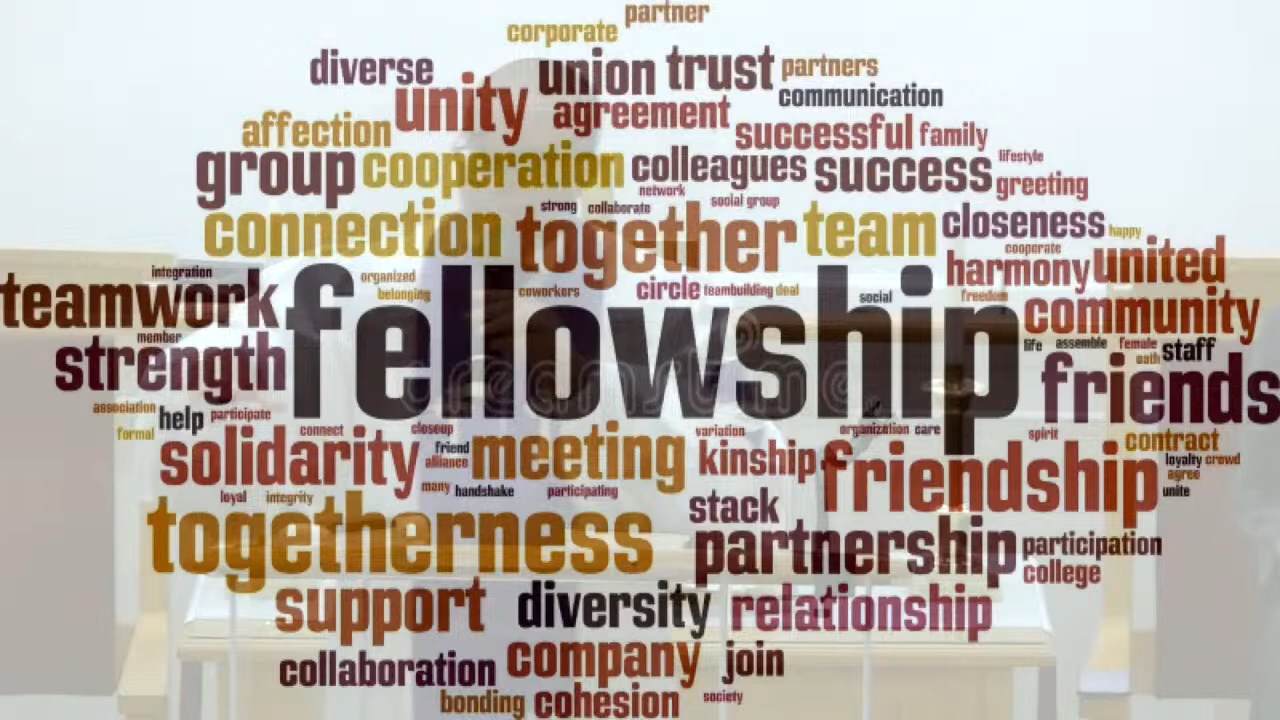 partner
corporate
diverse union trust partners
unity agreement communication
affection successful family
group cooperation colleagues success lifestyle
network greeting
strong collaborate social group
connection together team closeness happy
cooperate
integration organized harmony united
teamwork belonging coworkers circle teambuilding deal social freedom community
fellowship
member life assemble female staff
strength oath friends
dreamstime
association help participate
formal connect closeup variation organization care spirit contract
solidarity friend meeting kinship friendship loyalty crowd
alliance agree
many handshake participating unite
loyal integrity stack
togetherness partnership participation
college
support diversity relationship
collaboration company join
bonding cohesion society